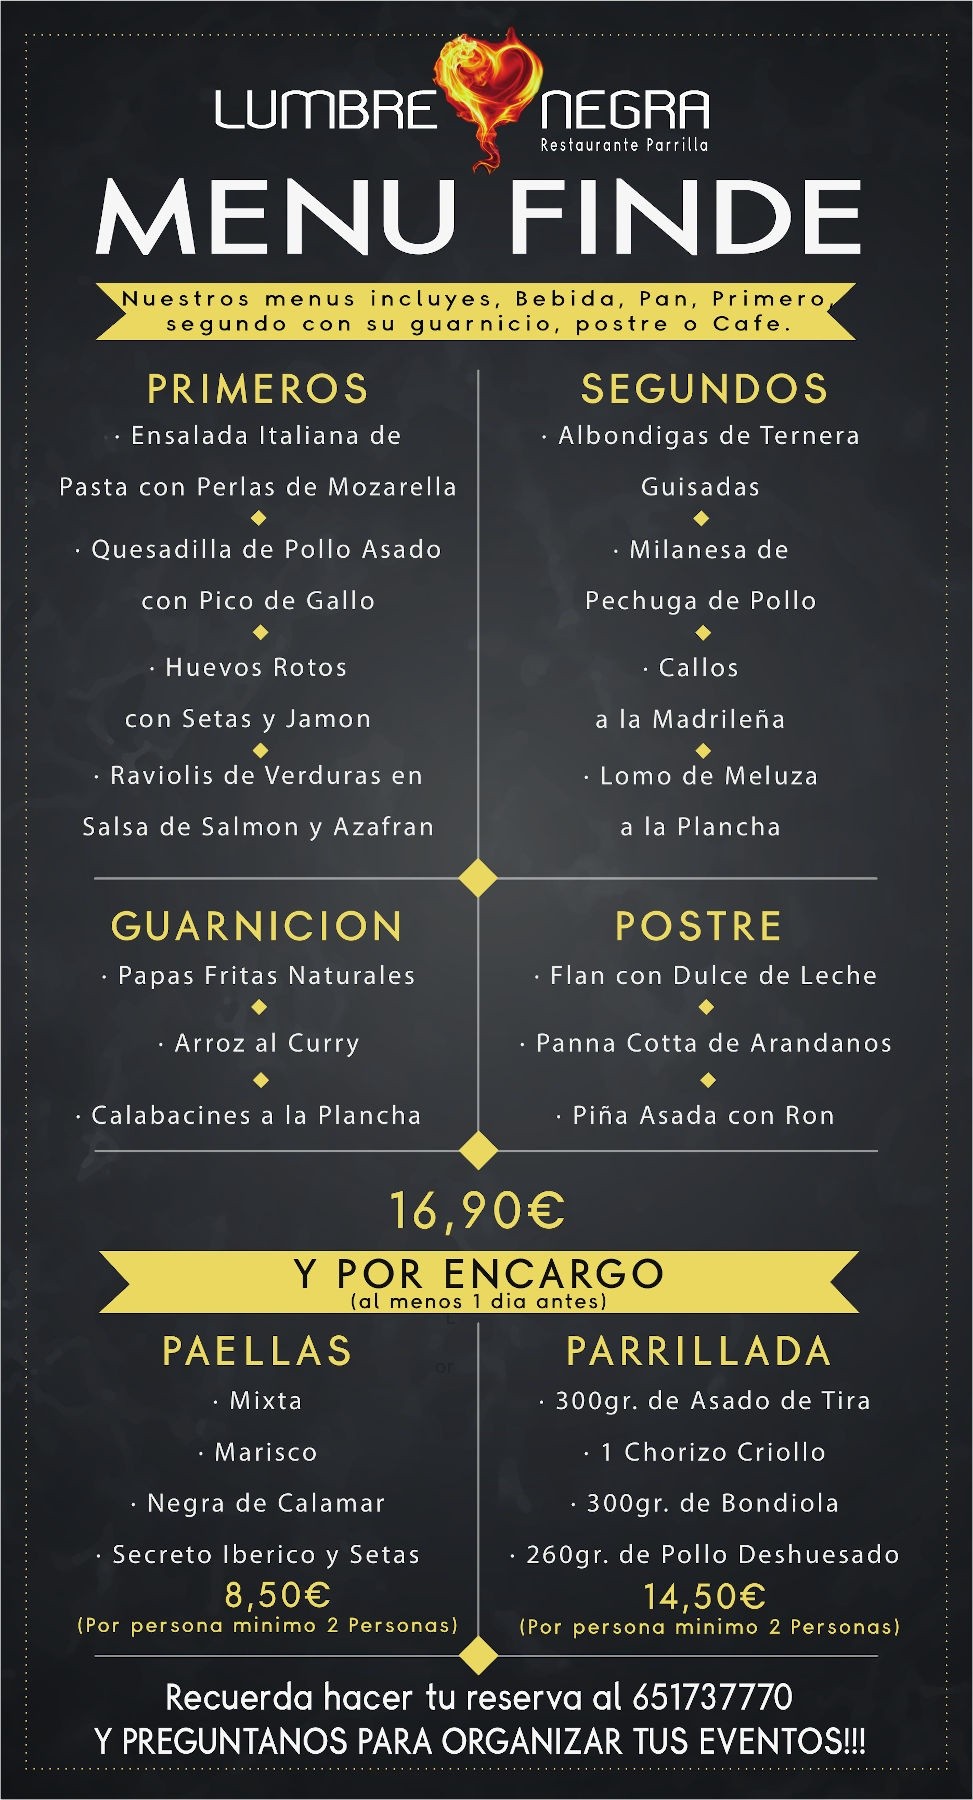 LUMBRE NEGRA
Restaurante Parrilla
MENU FINDE
Nuestros menus incluyes, Bebida, Pan, Primero,
segundo con su guarnicio, postre o Cafe.
PRIMEROS
· Ensalada Italiana de
Pasta con Perlas de Mozarella
· Quesadilla de Pollo Asado
con Pico de Gallo
· Huevos Rotos
con Setas y Jamon
· Raviolis de Verduras en
Salsa de Salmon y Azafran
SEGUNDOS
· Albondigas de Ternera
Guisadas
· Milanesa de
Pechuga de Pollo
· Callos
a la Madrileña
· Lomo de Meluza
a la Plancha
GUARNICION
· Papas Fritas Naturales
· Arroz al Curry
· Calabacines a la Plancha
POSTRE
· Flan con Dulce de Leche
· Panna Cotta de Arandanos
· Piña Asada con Ron
16,90€
Y POR ENCARGO
(al menos 1 dia antes)
PAELLAS
· Mixta
· Marisco
· Negra de Calamar
· Secreto Iberico y Setas
8,50€
(Por persona minimo 2 Personas)
PARRILLADA
· 300gr. de Asado de Tira
· 1 Chorizo Criollo
· 300gr. de Bondiola
· 260gr. de Pollo Deshuesado
14,50€
(Por persona minimo 2 Personas)
Recuerda hacer tu reserva al 651737770
Y PREGUNTANOS PARA ORGANIZAR TUS EVENTOS!!!